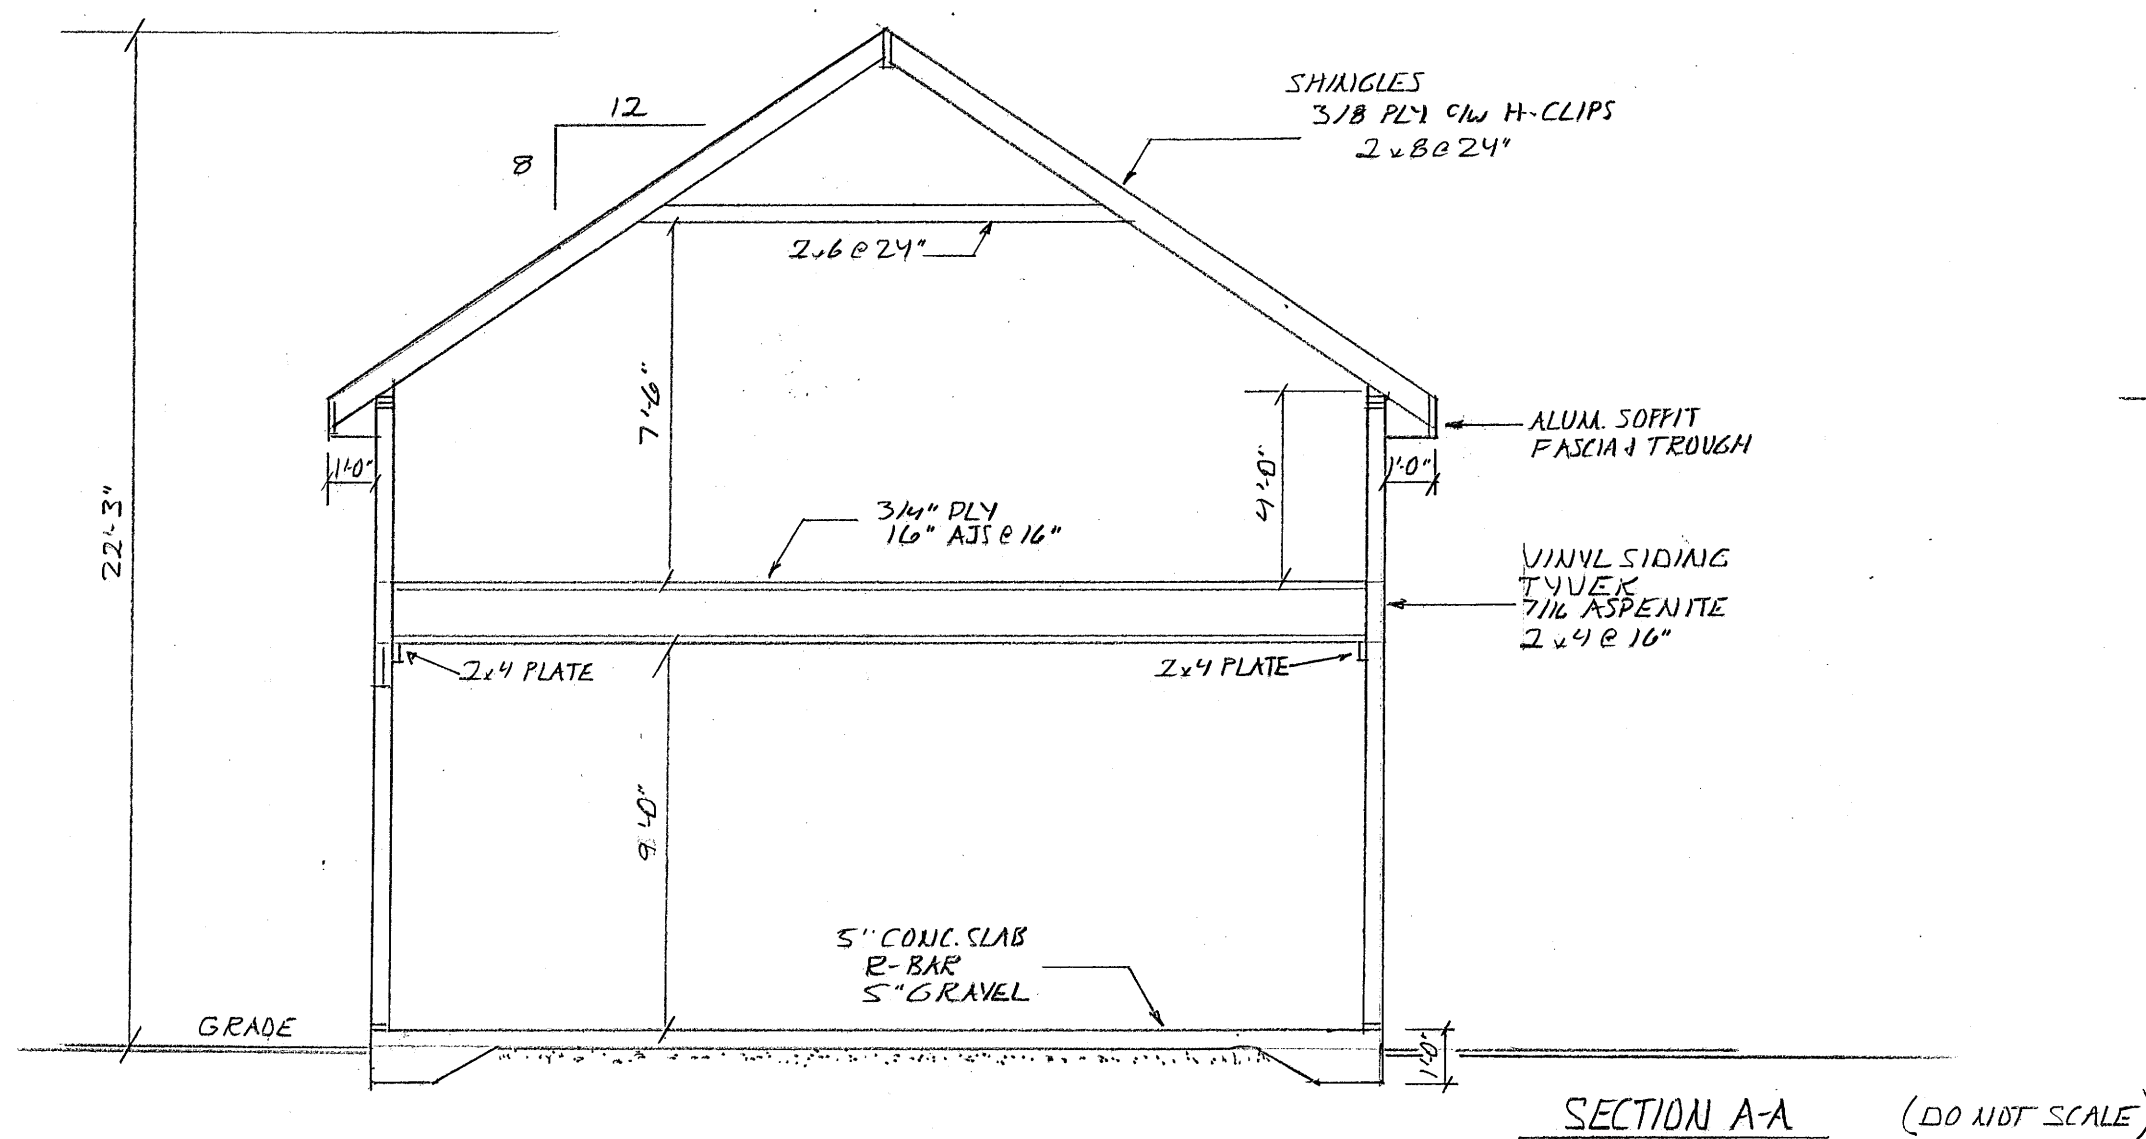 SHINGLES
3/8 PLY C/W H-CLIPS
2x8@24"
12
8
2x6@24"
7'-6"
ALUM. SOFFIT
FASCIA & TROUGH
1'-0"
4'-0"
1'-0"
22'-3"
3/4" PLY
16" AJS@16"
VINYL SIDING
TYVEK
7/16 ASPENITE
2x4@16"
2x4 PLATE
2x4 PLATE
8'-0"
5" CONC. SLAB
R-BAR
5" GRAVEL
GRADE
1'-0"
SECTION A-A
(DO NOT SCALE)